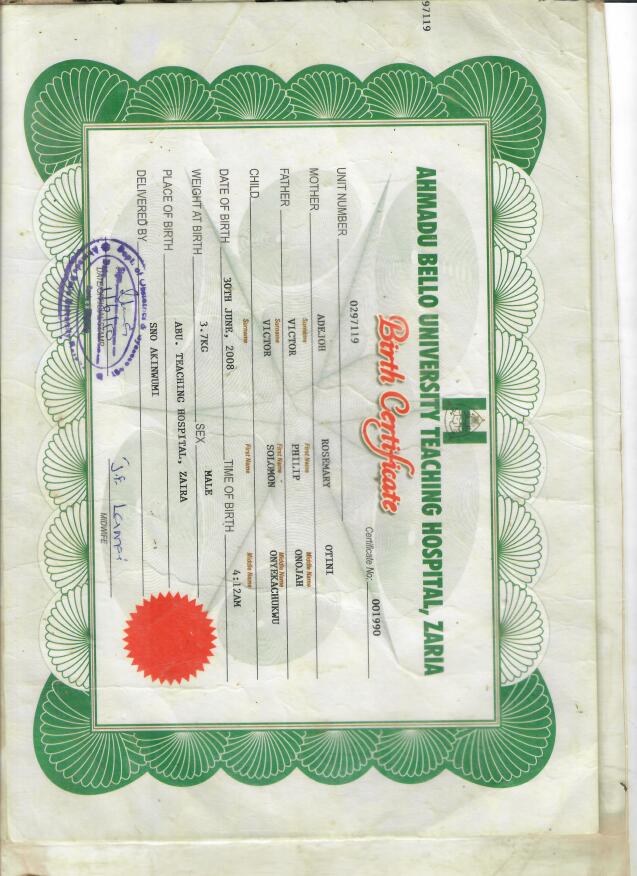 97119
AHMADU BELLO UNIVERSITY TEACHING HOSPITAL, ZARIA
Birth Certificate
Certificate No: 001990
UNIT NUMBER 0297119
MOTHER ADEJOH ROSEMARY OTINI
Surname First Name Middle Name
FATHER VICTOR PHILIP ONOJAH
Surname First Name Middle Name
CHILD VICTOR SOLOMON ONYEKACHUKWU
Surname First Name Middle Name
DATE OF BIRTH 30TH JUNE, 2008 TIME OF BIRTH 4:12AM
WEIGHT AT BIRTH 3.7KG SEX MALE
PLACE OF BIRTH ABU. TEACHING HOSPITAL, ZAIRA
DELIVERED BY SNO AKINWUMI
MIDWIFE